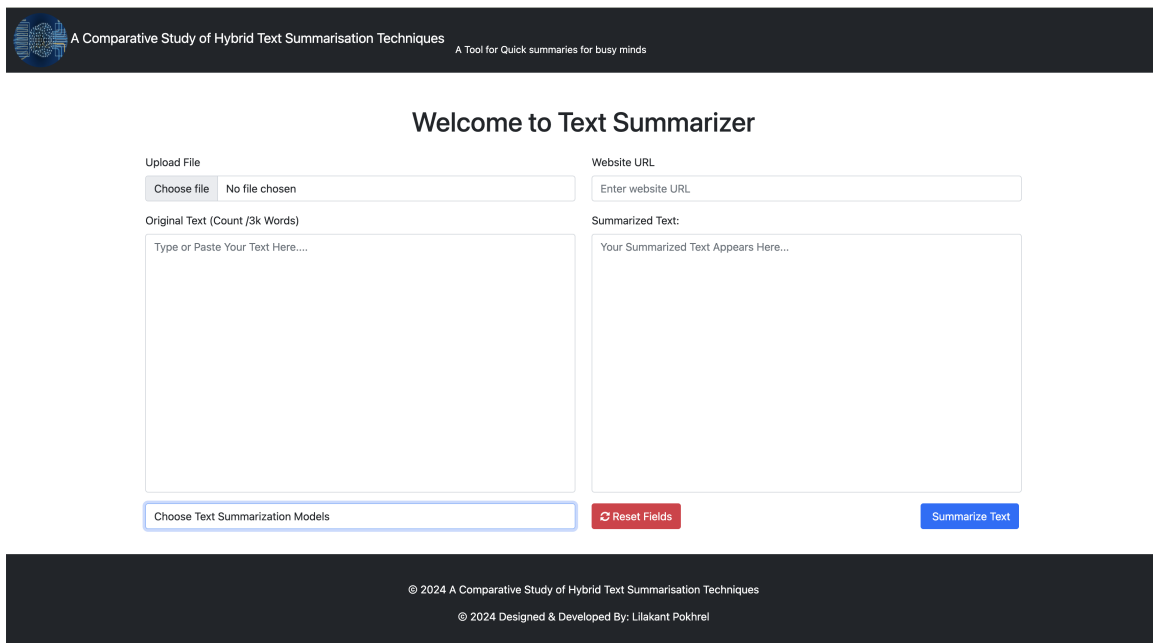 A Comparative Study of Hybrid Text Summarisation Techniques
A Tool for Quick summaries for busy minds
Welcome to Text Summarizer
Upload File
Website URL
Choose file No file chosen
Enter website URL
Original Text (Count /3k Words)
Summarized Text:
Type or Paste Your Text Here....
Your Summarized Text Appears Here...
Choose Text Summarization Models
Reset Fields
Summarize Text
© 2024 A Comparative Study of Hybrid Text Summarisation Techniques
© 2024 Designed & Developed By: Lilakant Pokhrel